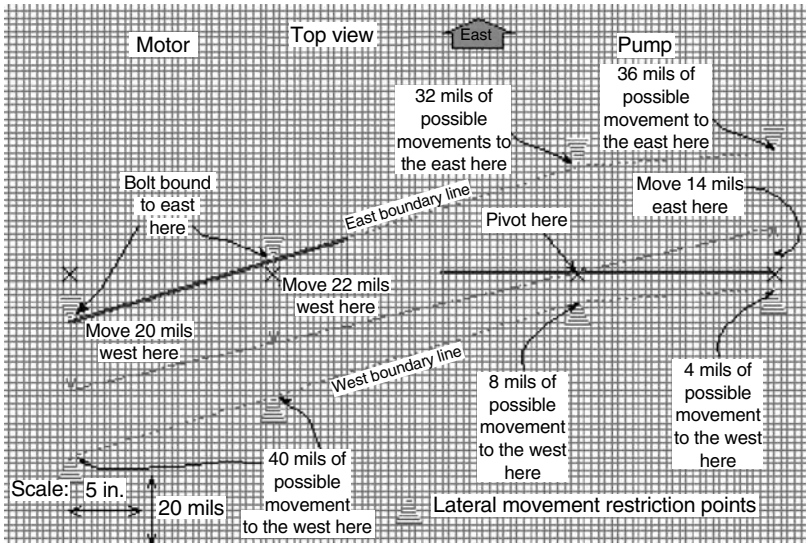 Motor
Top view
East
Pump
32 mils of
possible
movements to
the east here
36 mils of
possible
movement to
the east here
Bolt bound
to east
here
East boundary line
Pivot here
Move 14 mils
east here
Move 22 mils
west here
Move 20 mils
west here
West boundary line
8 mils of
possible
movement
to the west
here
4 mils of
possible
movement
to the west
here
40 mils of
possible
movement
to the west here
Scale:
5 in.
20 mils
Lateral movement restriction points